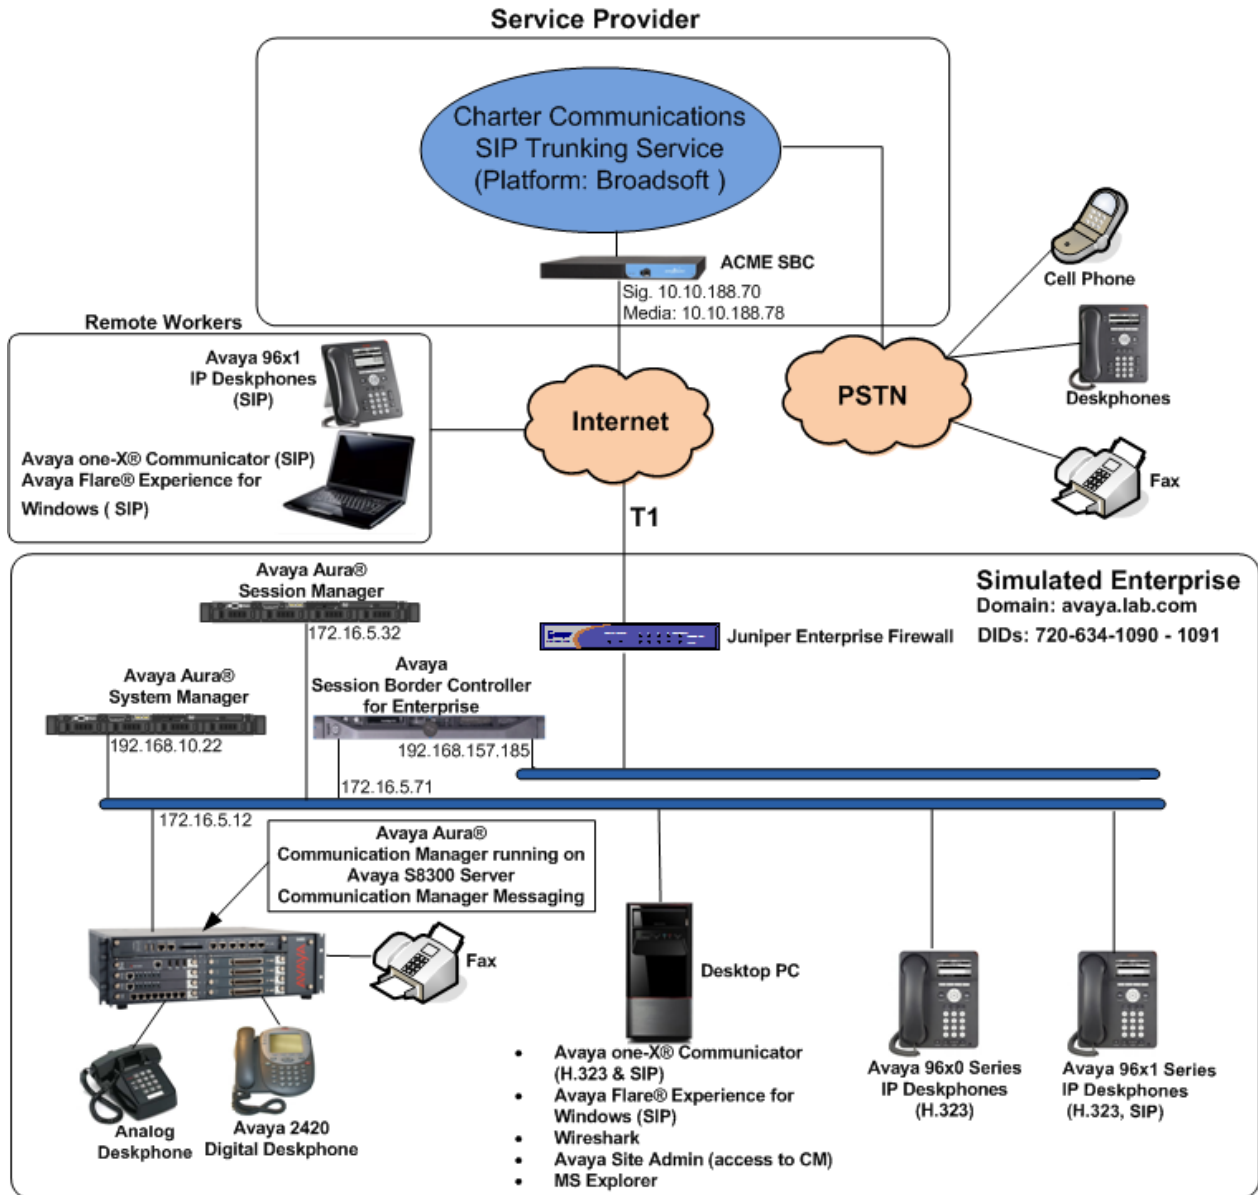 Service Provider
Charter Communications
SIP Trunking Service
(Platform: Broadsoft )
ACME SBC
Sig. 10.10.188.70
Media: 10.10.188.78
Cell Phone
Deskphones
Fax
PSTN
Remote Workers
Avaya 96x1
IP Deskphones
(SIP)
Avaya one-X® Communicator (SIP)
Avaya Flare® Experience for
Windows ( SIP)
Internet
T1
Simulated Enterprise
Domain: avaya.lab.com
DIDs: 720-634-1090 - 1091
Avaya Aura®
Session Manager
172.16.5.32
Juniper Enterprise Firewall
Avaya Aura®
System Manager
192.168.10.22
Avaya
Session Border Controller
for Enterprise
192.168.157.185
172.16.5.71
172.16.5.12
Avaya Aura®
Communication Manager running on
Avaya S8300 Server
Communication Manager Messaging
AVAYA
Fax
Analog
Deskphone
Avaya 2420
Digital Deskphone
Desktop PC
• Avaya one-X® Communicator
(H.323 & SIP)
• Avaya Flare® Experience for
Windows (SIP)
• Wireshark
• Avaya Site Admin (access to CM)
• MS Explorer
Avaya 96x0 Series
IP Deskphones
(H.323)
Avaya 96x1 Series
IP Deskphones
(H.323, SIP)